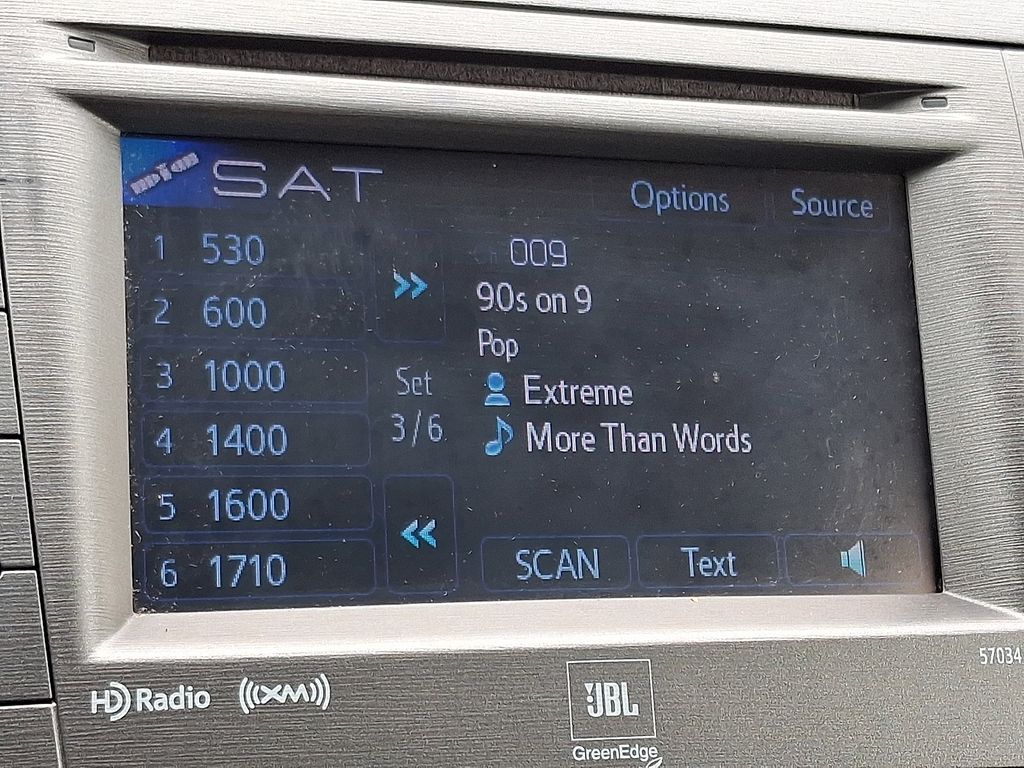 SAT
Options
Source
1 530
2 600
3 1000
4 1400
5 1600
6 1710
>>
Set
3/6
<<
009
90s on 9
Pop
Extreme
More Than Words
SCAN
Text
HD Radio
((XM))
JBL
GreenEdge
57034